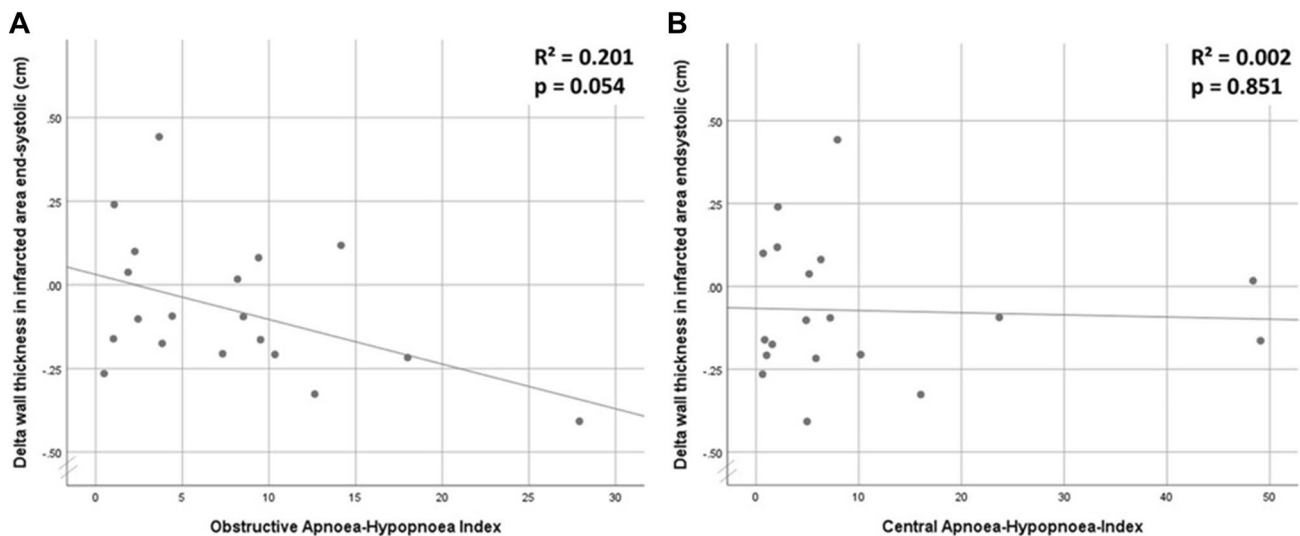 A
R² = 0.201
p = 0.054
Delta wall thickness in infarcted area end-systolic (cm)
.50
.25
.00
-.25
-.50
0 5 10 15 20 25 30
Obstructive Apnoea-Hypopnoea Index
B
R² = 0.002
p = 0.851
Delta wall thickness in infarcted area endsystolic (cm)
.50
.25
.00
-.25
-.50
0 10 20 30 40 50
Central Apnoea-Hypopnoea-Index